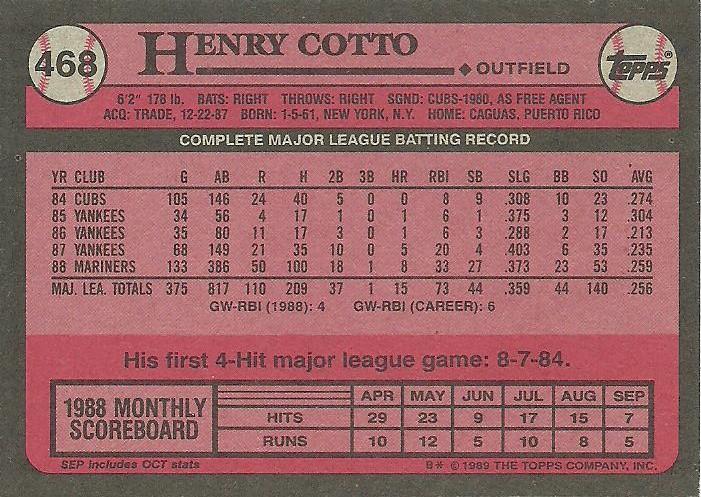 468 HENRY COTTO
◆ OUTFIELD
TOPPS
6'2" 178 lb. BATS: RIGHT THROWS: RIGHT SGND: CUBS-1980, AS FREE AGENT
ACQ: TRADE, 12-22-87 BORN: 1-5-61, NEW YORK, N.Y. HOME: CAGUAS, PUERTO RICO
COMPLETE MAJOR LEAGUE BATTING RECORD
YR CLUB G AB R H 2B 3B HR RBI SB SLG BB SO AVG
84 CUBS 105 146 24 40 5 0 0 8 9 .308 10 23 .274
85 YANKEES 34 56 4 17 1 0 1 6 1 .375 3 12 .304
86 YANKEES 35 80 11 17 3 0 1 6 3 .288 2 17 .213
87 YANKEES 68 149 21 35 10 0 5 20 4 .403 6 35 .235
88 MARINERS 133 386 50 100 18 1 8 33 27 .373 23 53 .259
MAJ. LEA. TOTALS 375 817 110 209 37 1 15 73 44 .359 44 140 .256
GW-RBI (1988): 4 GW-RBI (CAREER): 6
His first 4-Hit major league game: 8-7-84.
1988 MONTHLY SCOREBOARD
APR MAY JUN JUL AUG SEP
HITS 29 23 9 17 15 7
RUNS 10 12 5 10 8 5
SEP includes OCT stats B* © 1989 THE TOPPS COMPANY, INC.